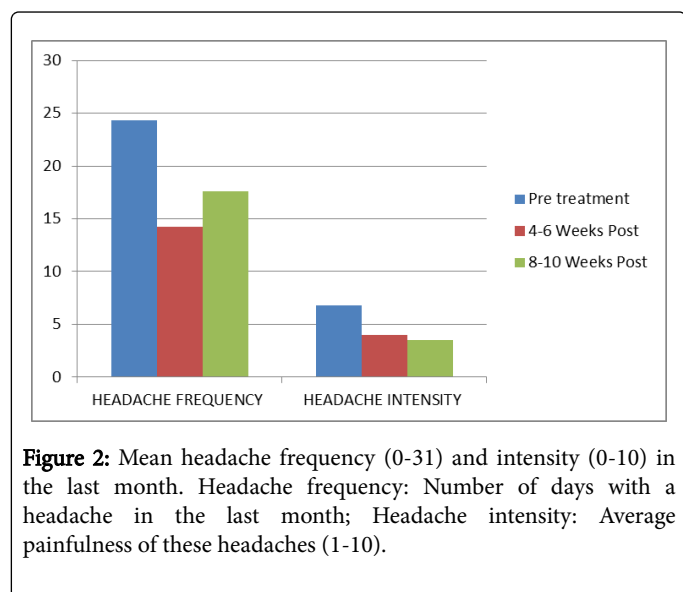 30
25
20
15
10
5
0
HEADACHE FREQUENCY
HEADACHE INTENSITY
Pre treatment
4-6 Weeks Post
8-10 Weeks Post
Figure 2: Mean headache frequency (0-31) and intensity (0-10) in
the last month. Headache frequency: Number of days with a
headache in the last month; Headache intensity: Average
painfulness of these headaches (1-10).